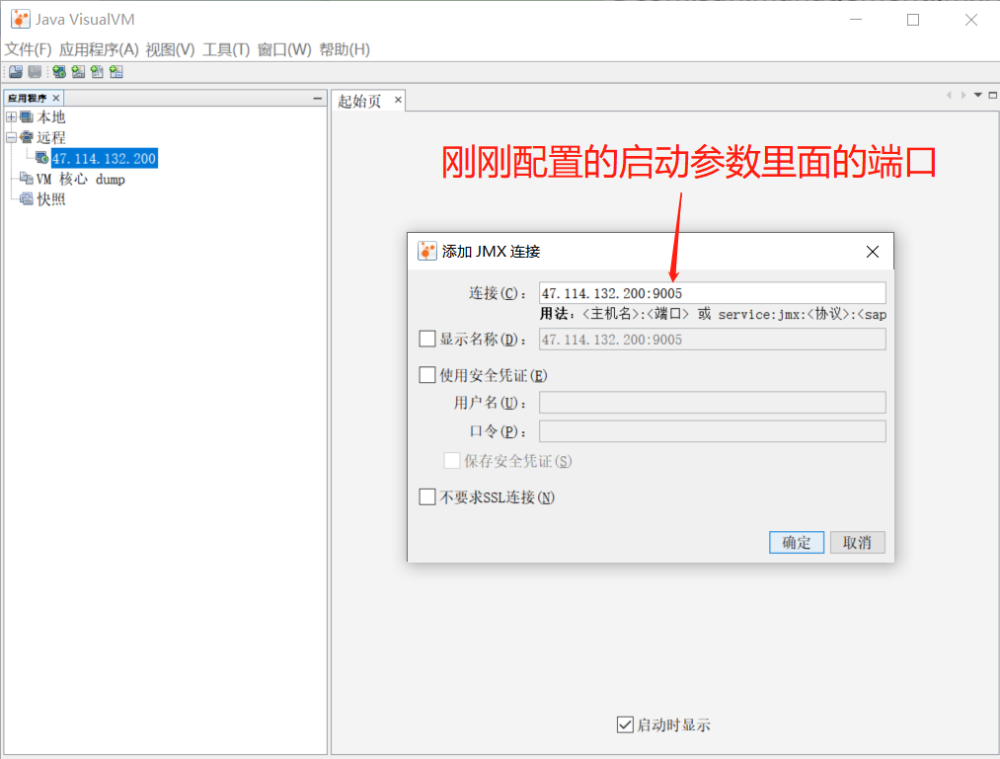 Java VisualVM
文件(F) 应用程序(A) 视图(V) 工具(T) 窗口(W) 帮助(H)
应用程序
本地
远程
47.114.132.200
VM 核心 dump
快照
起始页
刚刚配置的启动参数里面的端口
添加 JMX 连接
连接(C): 47.114.132.200:9005
用法: <主机名>:<端口> 或 service:jmx:<协议>:<sap
显示名称(D): 47.114.132.200:9005
使用安全凭证(E)
用户名(U):
口令(P):
保存安全凭证(S)
不要求SSL连接(N)
确定 取消
启动时显示